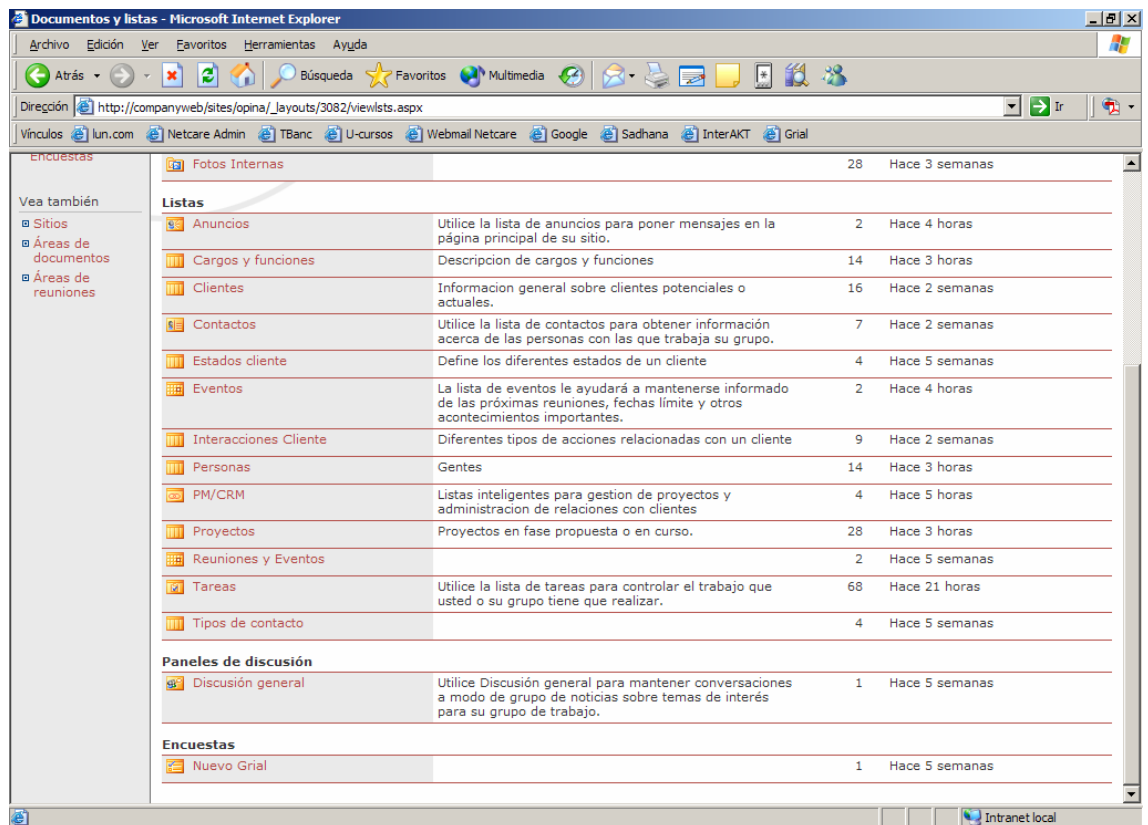 Documentos y listas - Microsoft Internet Explorer
Archivo Edición Ver Favoritos Herramientas Ayuda
Atrás Búsqueda Favoritos Multimedia
Dirección http://companyweb/sites/opina/_layouts/3082/viewlsts.aspx Ir
Vínculos lun.com Netcare Admin TBanc U-cursos Webmail Netcare Google Sadhana InterAKT Grial
Encuestas
Vea también
Sitios
Áreas de
documentos
Áreas de
reuniones
Fotos Internas 28 Hace 3 semanas
Listas
Anuncios Utilice la lista de anuncios para poner mensajes en la 2 Hace 4 horas
página principal de su sitio.
Cargos y funciones Descripcion de cargos y funciones 14 Hace 3 horas
Clientes Informacion general sobre clientes potenciales o 16 Hace 2 semanas
actuales.
Contactos Utilice la lista de contactos para obtener información 7 Hace 2 semanas
acerca de las personas con las que trabaja su grupo.
Estados cliente Define los diferentes estados de un cliente 4 Hace 5 semanas
Eventos La lista de eventos le ayudará a mantenerse informado 2 Hace 4 horas
de las próximas reuniones, fechas límite y otros
acontecimientos importantes.
Interacciones Cliente Diferentes tipos de acciones relacionadas con un cliente 9 Hace 2 semanas
Personas Gentes 14 Hace 3 horas
PM/CRM Listas inteligentes para gestion de proyectos y 4 Hace 5 horas
administracion de relaciones con clientes
Proyectos Proyectos en fase propuesta o en curso. 28 Hace 3 horas
Reuniones y Eventos 2 Hace 5 semanas
Tareas Utilice la lista de tareas para controlar el trabajo que 68 Hace 21 horas
usted o su grupo tiene que realizar.
Tipos de contacto 4 Hace 5 semanas
Paneles de discusión
Discusión general Utilice Discusión general para mantener conversaciones 1 Hace 5 semanas
a modo de grupo de noticias sobre temas de interés
para su grupo de trabajo.
Encuestas
Nuevo Grial 1 Hace 5 semanas
Intranet local